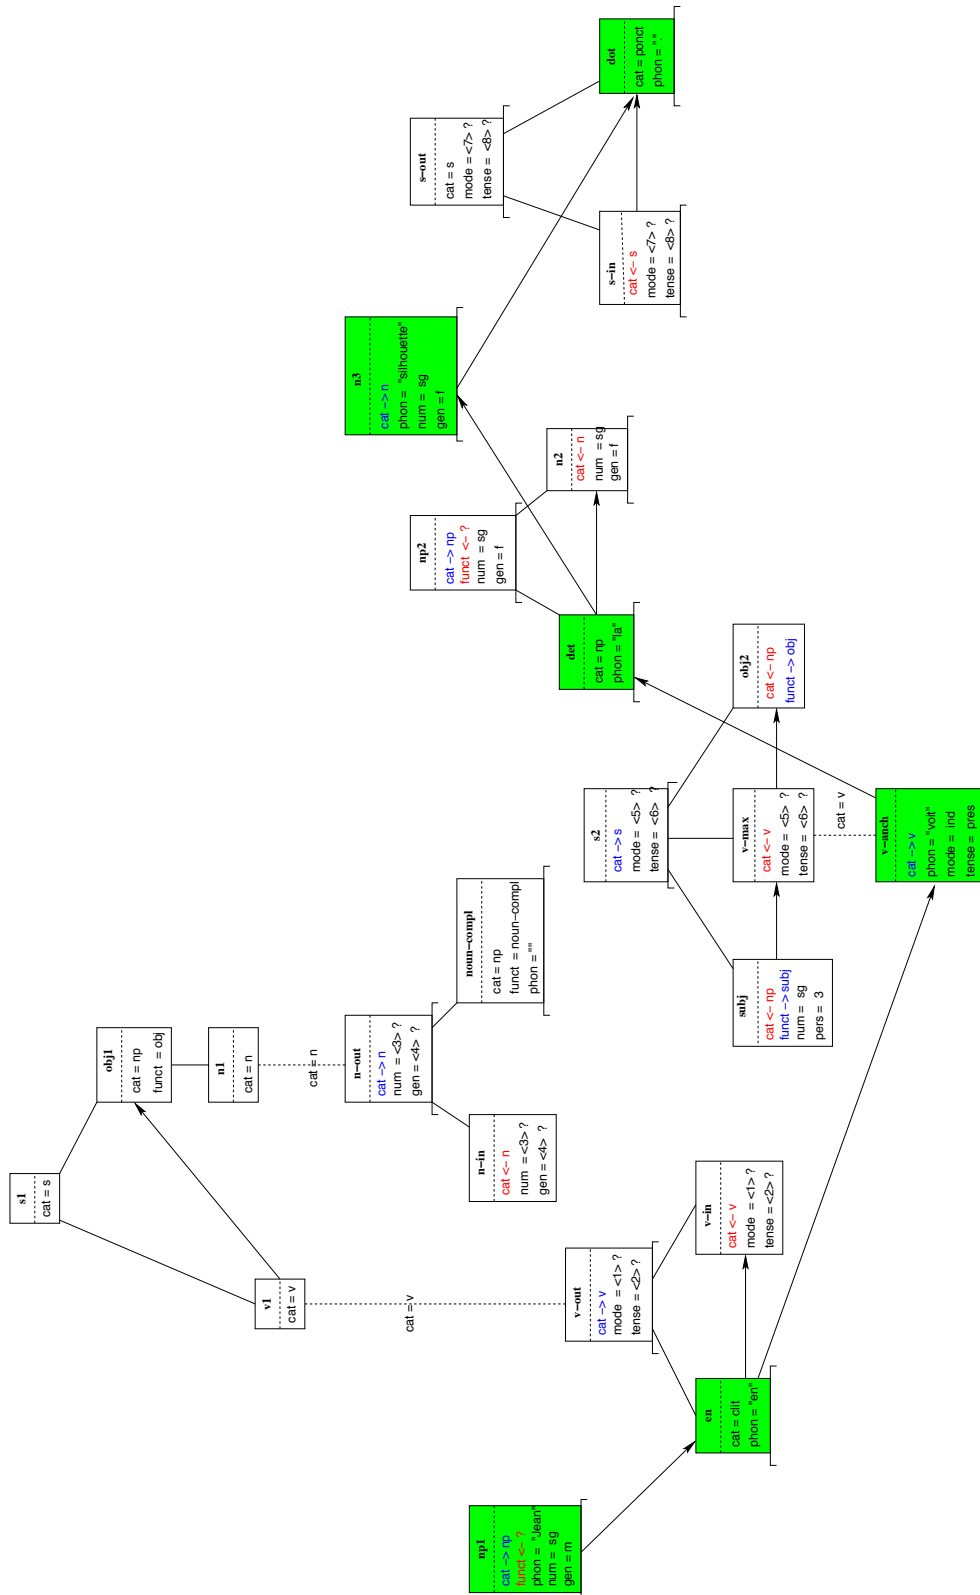 s1
cat = s
obj1
cat = np
funct = obj
v1
cat = v
n1
cat = n
cat = n
cat = v
n-out
cat -> n
num = <3> ?
gen = <4> ?
n-in
cat <- n
num = <3> ?
gen = <4> ?
noun-compl
cat = np
funct = noun-compl
phon = ""
v-out
cat -> v
mode = <1> ?
tense = <2> ?
np1
cat -> np
funct <- ?
phon = "Jean"
num = sg
gen = m
en
cat = clit
phon = "en"
v-in
cat <- v
mode = <1> ?
tense = <2> ?
s2
cat -> s
mode = <5> ?
tense = <6> ?
subj
cat <- np
funct -> subj
num = sg
pers = 3
v-max
cat <- v
mode = <5> ?
tense = <6> ?
obj2
cat <- np
funct -> obj
cat = v
v-anch
cat -> v
phon = "voit"
mode = ind
tense = pres
np2
cat -> np
funct <- ?
num = sg
gen = f
det
cat = np
phon = "la"
n2
cat <- n
num = sg
gen = f
n3
cat -> n
phon = "silhouette"
num = sg
gen = f
s-out
cat = s
mode = <7> ?
tense = <8> ?
s-in
cat <- s
mode = <7> ?
tense = <8> ?
dot
cat = ponct
phon = "."